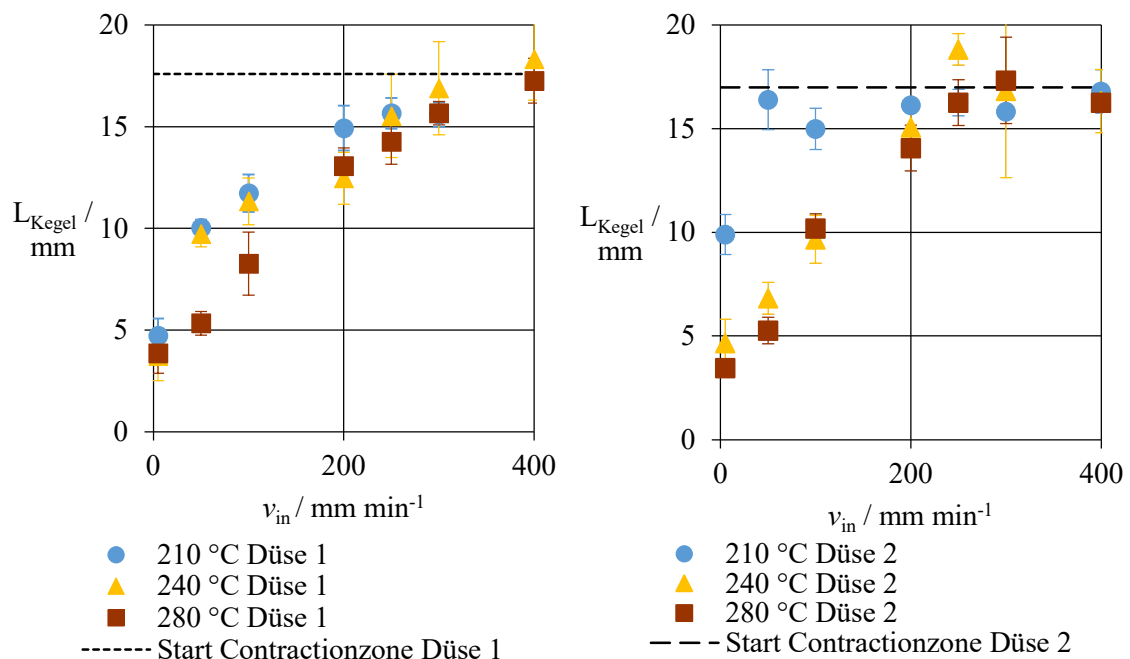 20
15
10
5
0
L_Kegel /
mm
0 200 400
v_in / mm min⁻¹
210 °C Düse 1
240 °C Düse 1
280 °C Düse 1
Start Contractionzone Düse 1
20
15
10
5
0
L_Kegel /
mm
0 200 400
v_in / mm min⁻¹
210 °C Düse 2
240 °C Düse 2
280 °C Düse 2
Start Contractionzone Düse 2